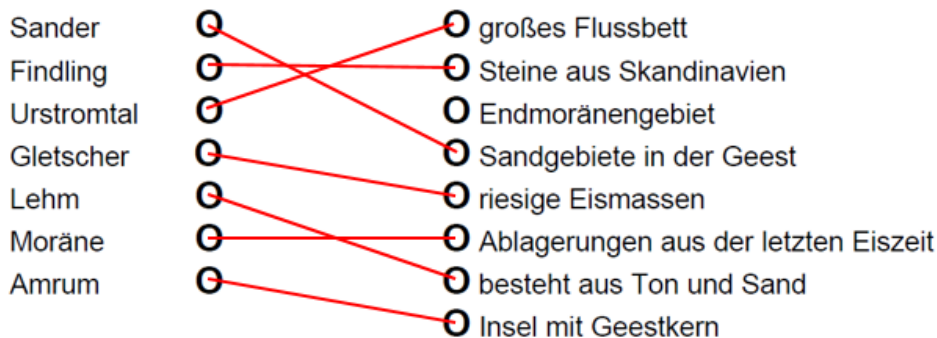 Sander O O großes Flussbett
Findling O O Steine aus Skandinavien
Urstromtal O O Endmoränengebiet
Gletscher O O Sandgebiete in der Geest
Lehm O O riesige Eismassen
Moräne O O Ablagerungen aus der letzten Eiszeit
Amrum O O besteht aus Ton und Sand
O Insel mit Geestkern